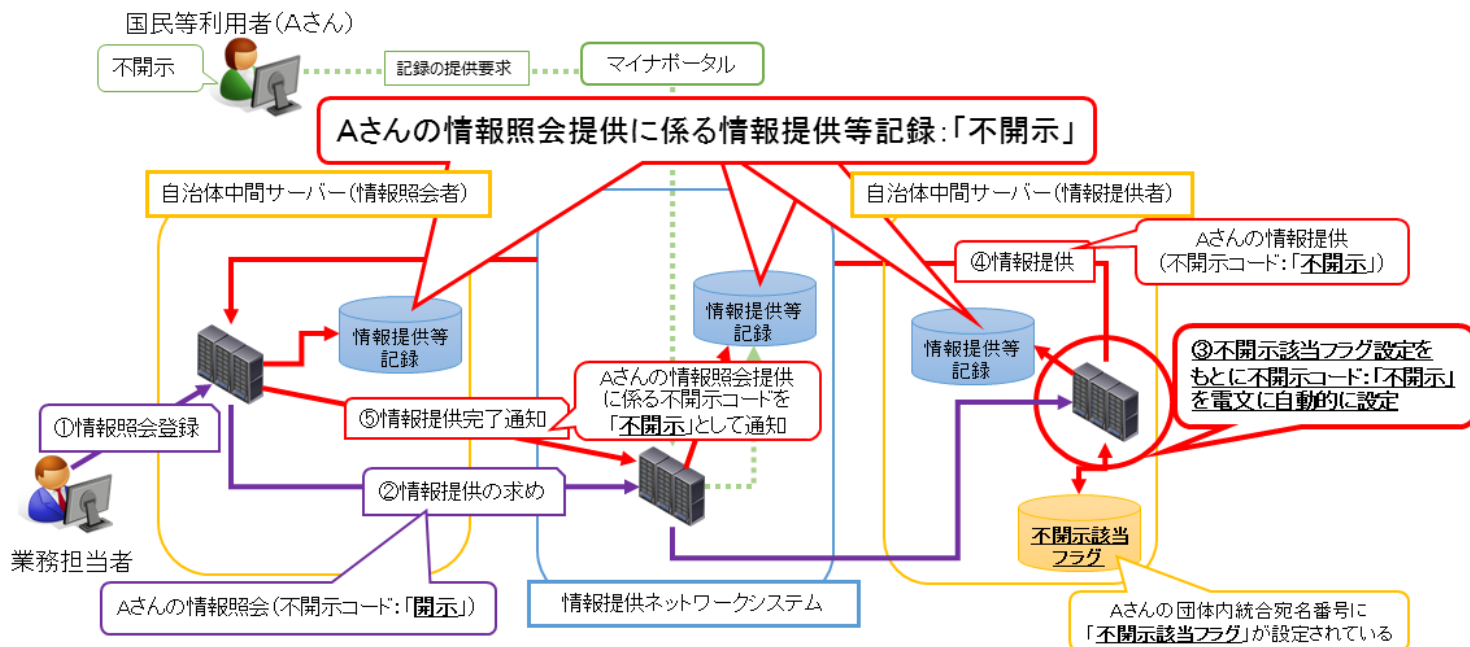 国民等利用者(Aさん)
不開示
記録の提供要求
マイナポータル
Aさんの情報照会提供に係る情報提供等記録:「不開示」
自治体中間サーバー(情報照会者)
自治体中間サーバー(情報提供者)
④情報提供
Aさんの情報提供
(不開示コード:「不開示」)
情報提供等
記録
情報提供等
記録
情報提供等
記録
③不開示該当フラグ設定を
もとに不開示コード:「不開示」
を電文に自動的に設定
Aさんの情報照会提供
に係る不開示コードを
「不開示」として通知
①情報照会登録
⑤情報提供完了通知
②情報提供の求め
業務担当者
不開示該当
フラグ
Aさんの情報照会(不開示コード:「開示」)
情報提供ネットワークシステム
Aさんの団体内統合宛名番号に
「不開示該当フラグ」が設定されている